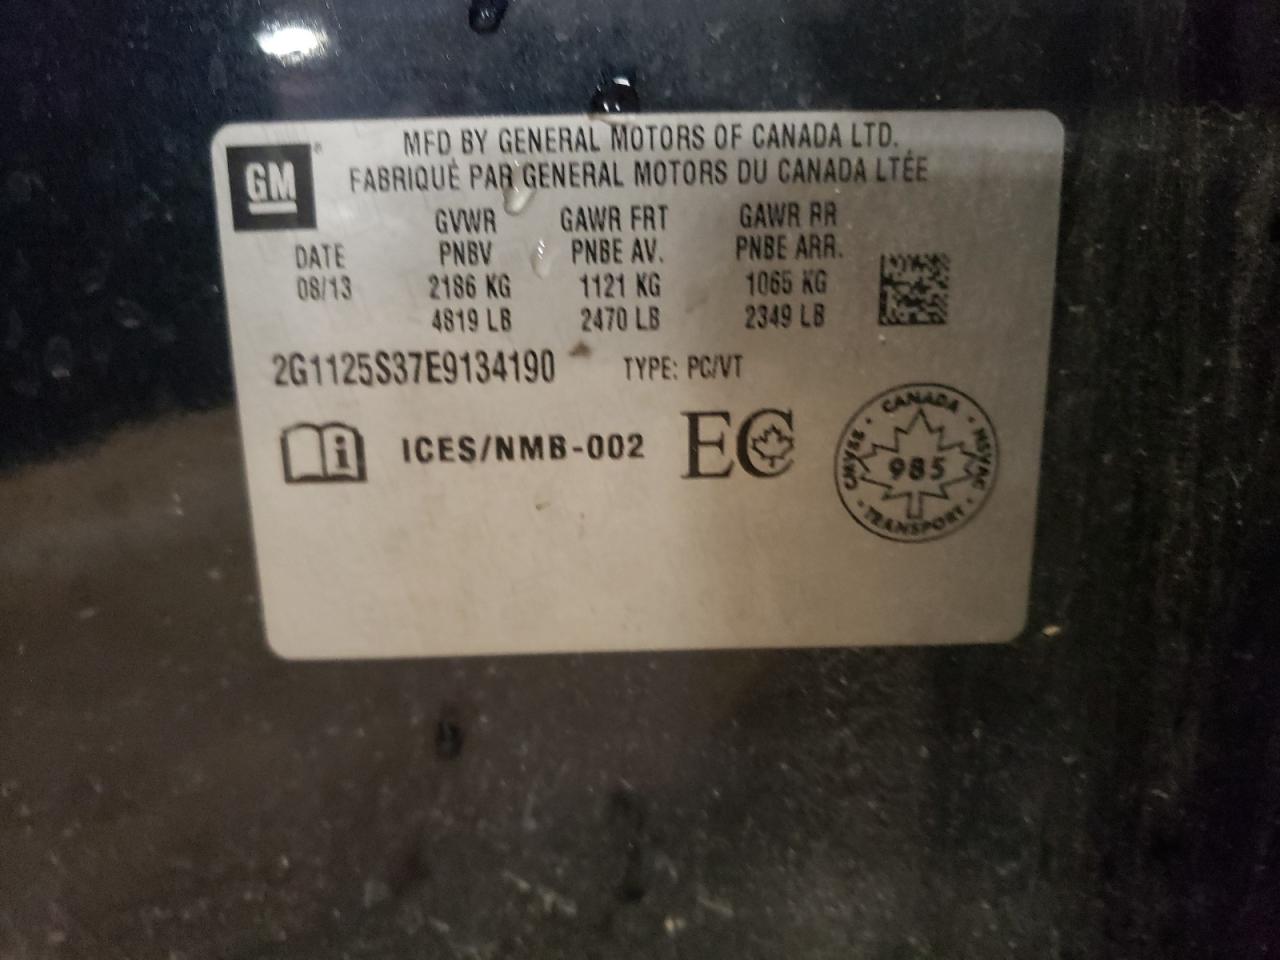 GM
MFD BY GENERAL MOTORS OF CANADA LTD.
FABRIQUÉ PAR GENERAL MOTORS DU CANADA LTÉE
GVWR GAWR FRT GAWR RR
DATE PNBV PNBE AV. PNBE ARR.
08/13 2186 KG 1121 KG 1065 KG
4819 LB 2470 LB 2349 LB
2G1125S37E9134190 TYPE: PC/VT
i ICES/NMB-002 EC
CANADA
CMVSS 985 NSVAC
TRANSPORT